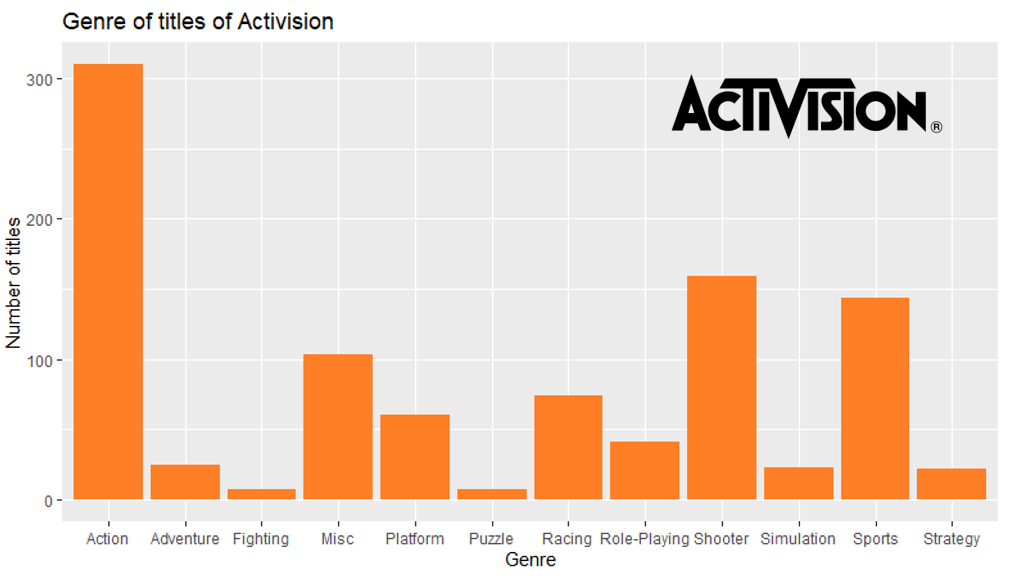 Genre of titles of Activision
ACTIVISION®
Number of titles
300
200
100
0
Action Adventure Fighting Misc Platform Puzzle Racing Role-Playing Shooter Simulation Sports Strategy
Genre